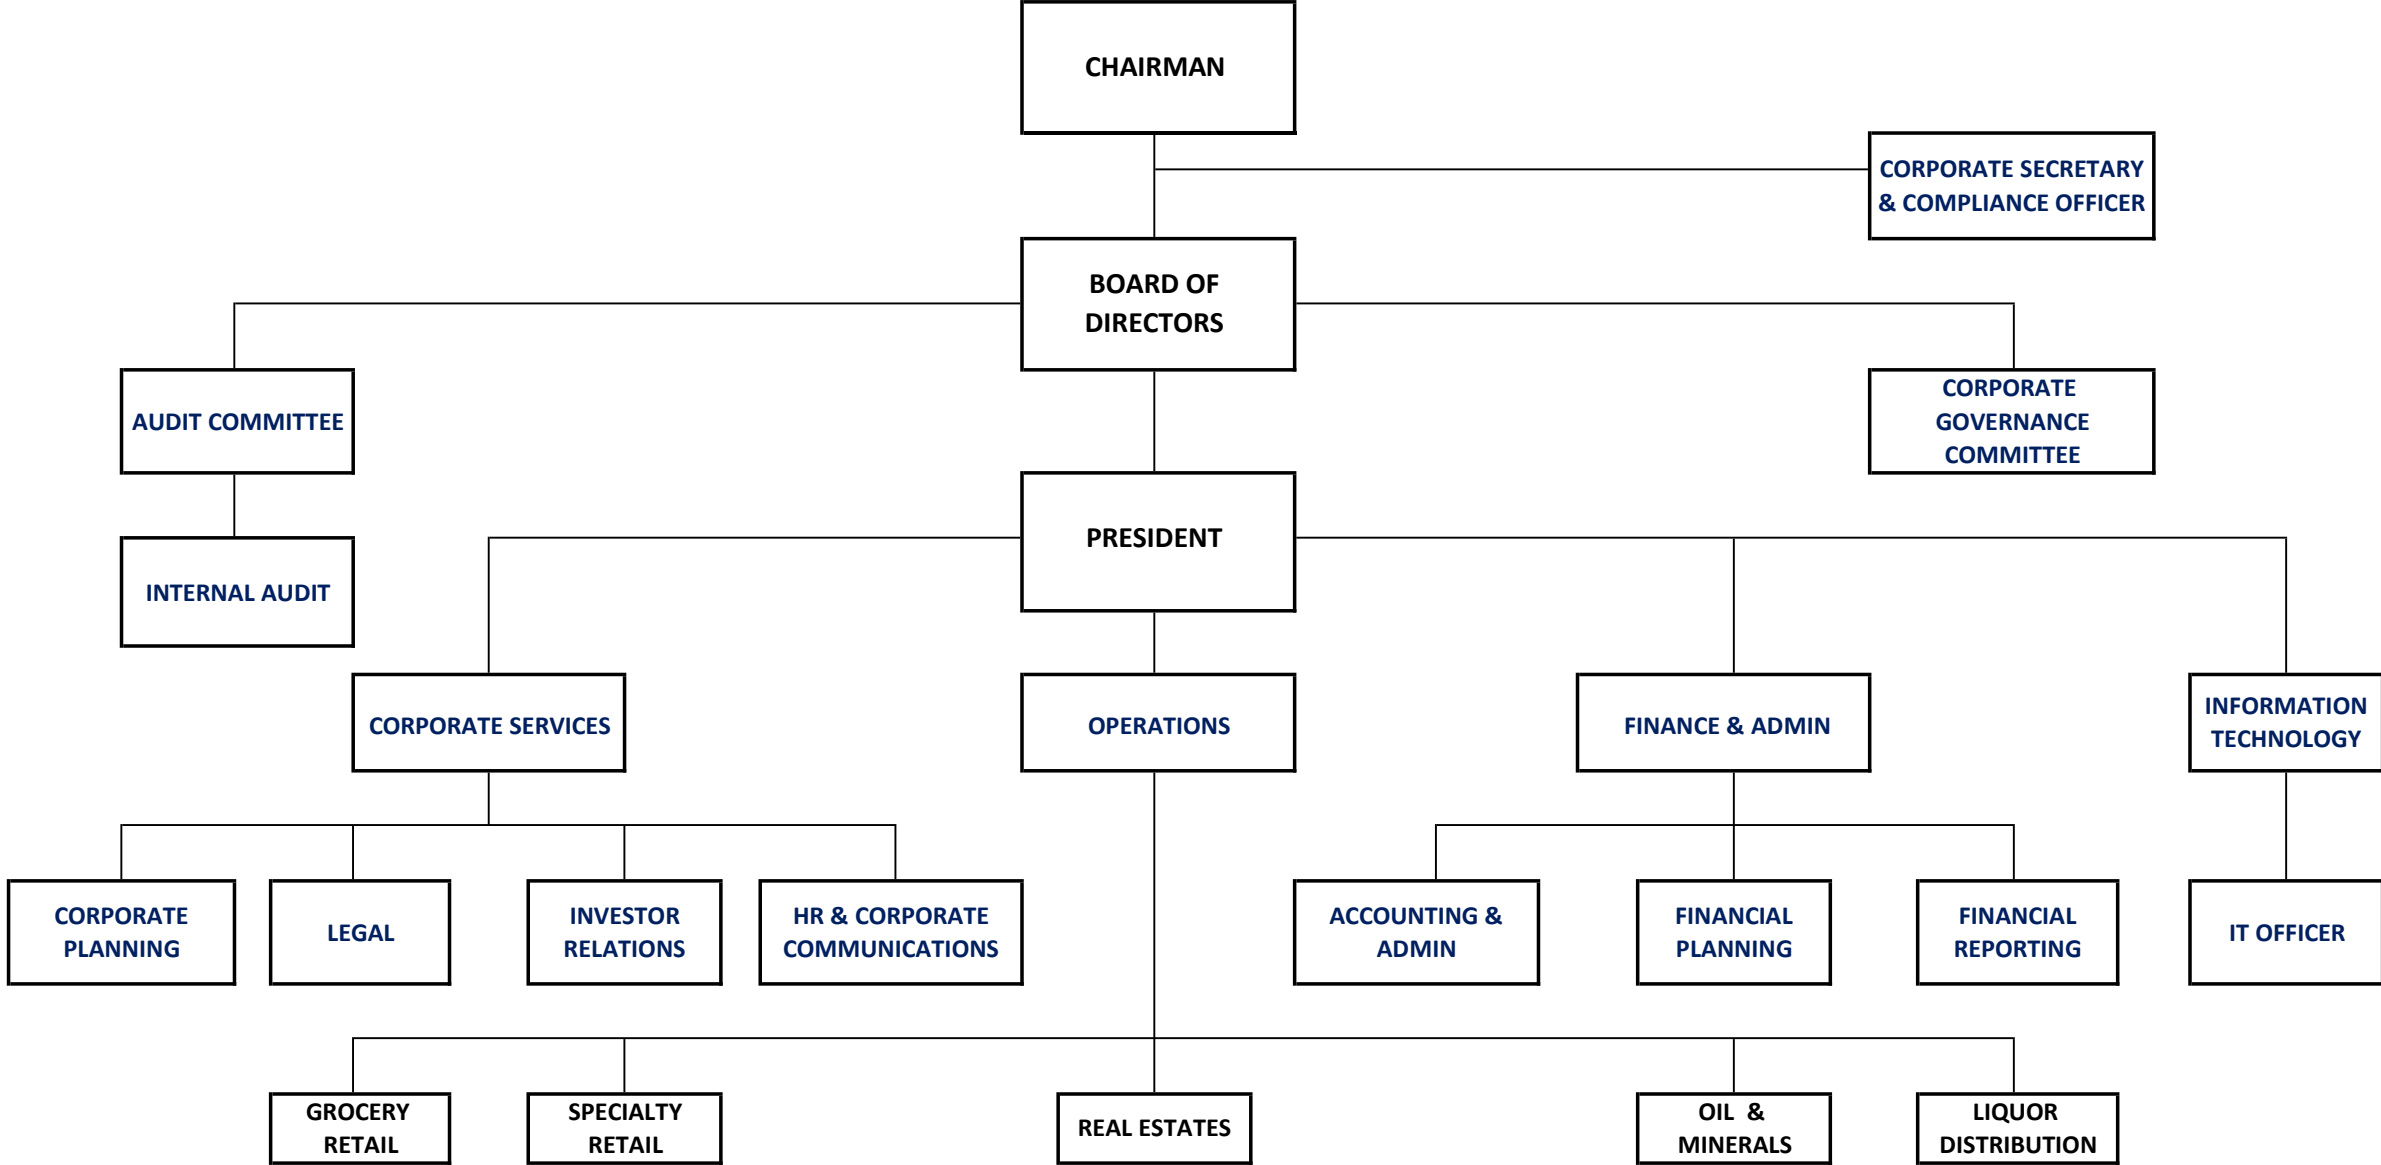 CHAIRMAN
CORPORATE SECRETARY
& COMPLIANCE OFFICER
BOARD OF
DIRECTORS
AUDIT COMMITTEE
CORPORATE
GOVERNANCE
COMMITTEE
PRESIDENT
INTERNAL AUDIT
CORPORATE SERVICES
OPERATIONS
FINANCE & ADMIN
INFORMATION
TECHNOLOGY
CORPORATE
PLANNING
LEGAL
INVESTOR
RELATIONS
HR & CORPORATE
COMMUNICATIONS
ACCOUNTING &
ADMIN
FINANCIAL
PLANNING
FINANCIAL
REPORTING
IT OFFICER
GROCERY
RETAIL
SPECIALTY
RETAIL
REAL ESTATES
OIL & 
MINERALS
LIQUOR
DISTRIBUTION